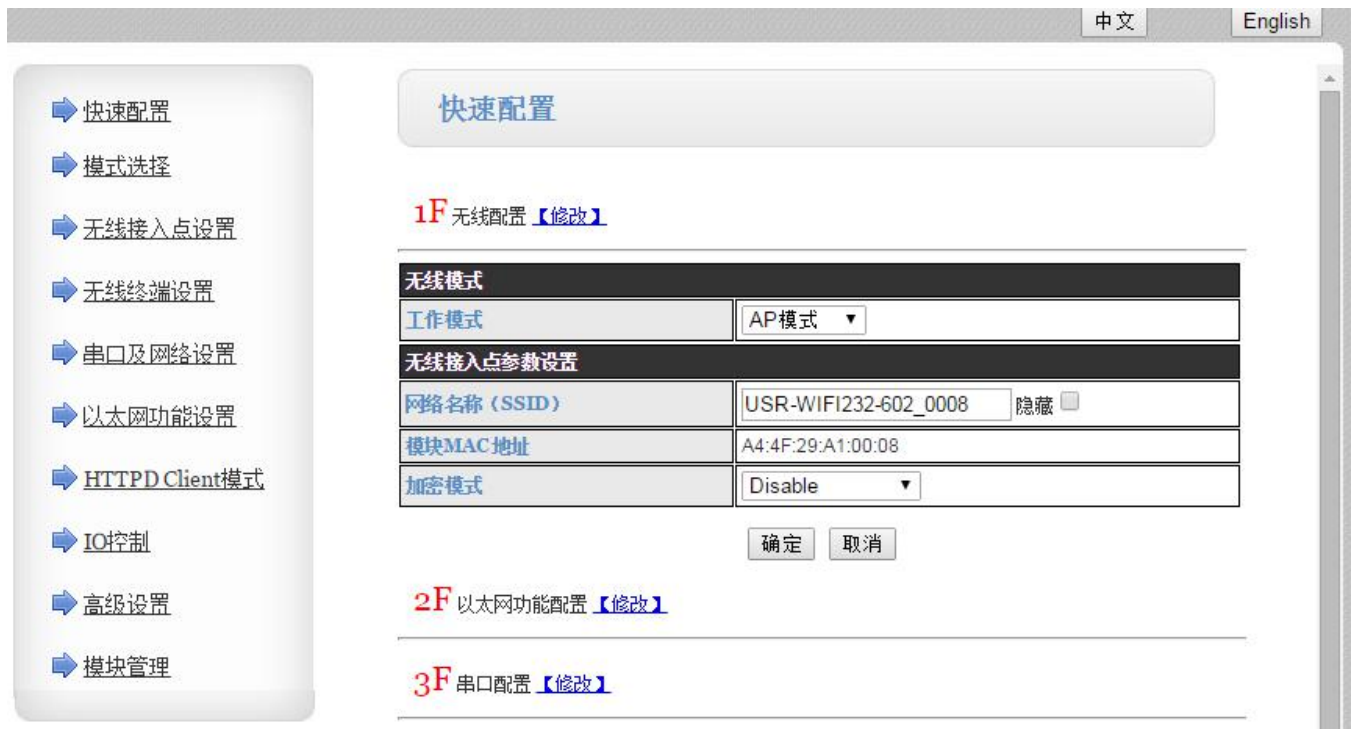 中文 English
快速配置
模式选择
无线接入点设置
无线终端设置
串口及网络设置
以太网功能设置
HTTPD Client模式
IO控制
高级设置
模块管理
快速配置
1F 无线配置 【修改】
无线模式
工作模式 AP模式
无线接入点参数设置
网络名称（SSID） USR-WIFI232-602_0008 隐藏
模块MAC地址 A4:4F:29:A1:00:08
加密模式 Disable
确定 取消
2F 以太网功能配置 【修改】
3F 串口配置 【修改】